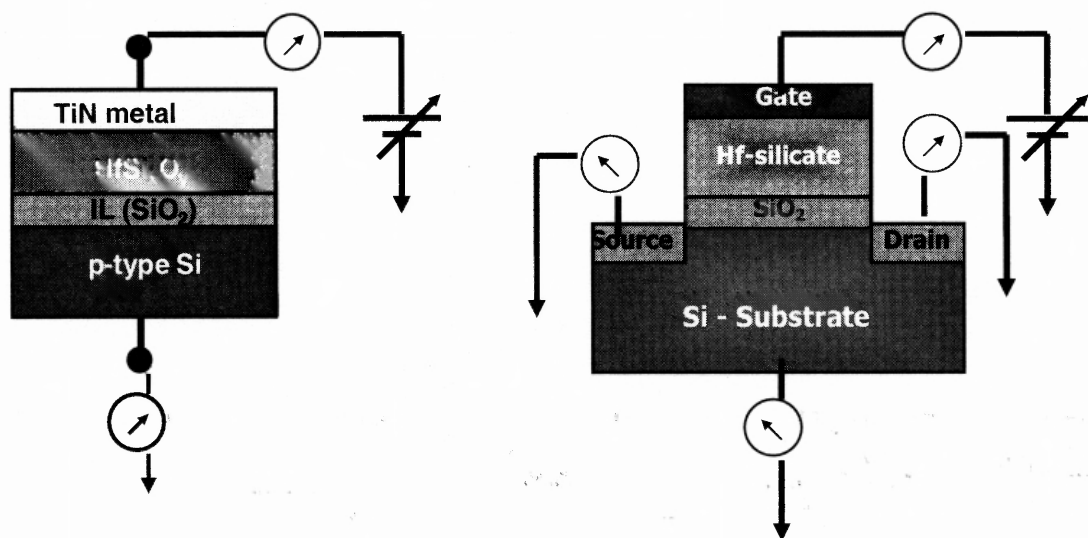 TiN metal
IL (SiO₂)
p-type Si
Gate
Hf-silicate
SiO₂
Source
Drain
Si - Substrate